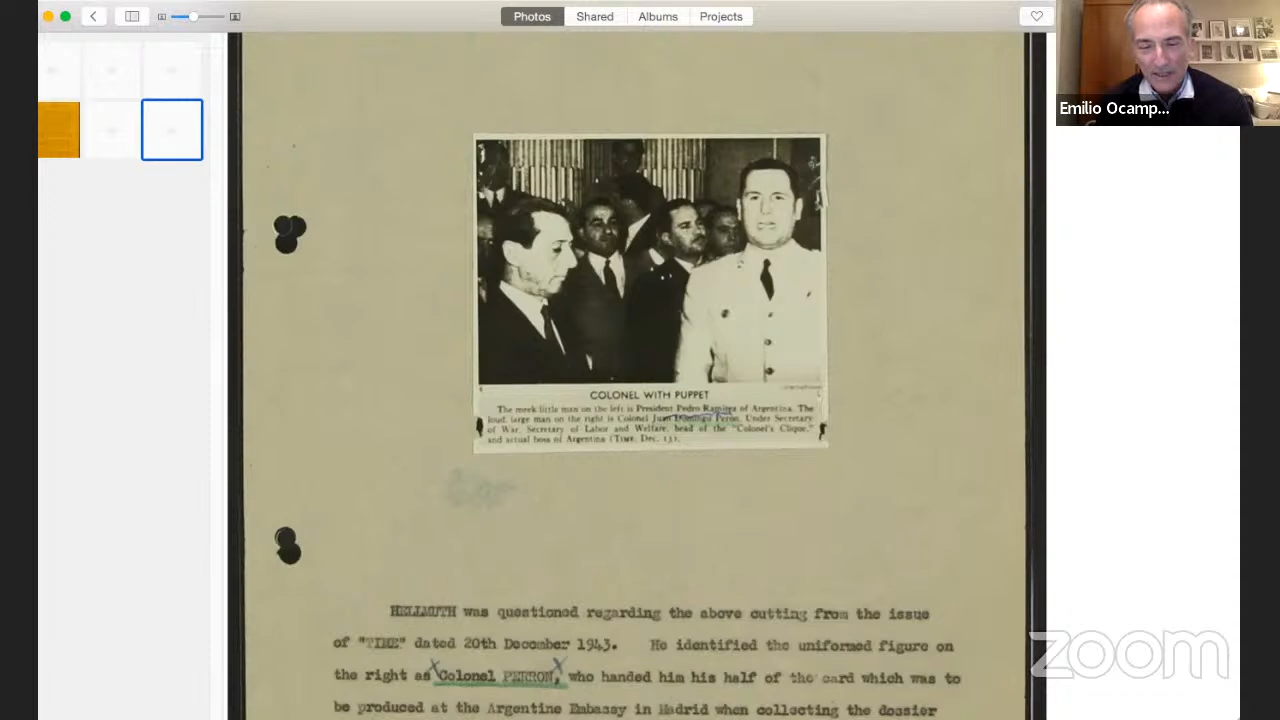 Photos Shared Albums Projects
Emilio Ocamp...
COLONEL WITH PUPPET
The meek little man on the left is President Pedro Ramirez of Argentina. The
loud, large man on the right is Colonel Juan Domingo Peron, Under Secretary
of War, Secretary of Labor and Welfare, head of the "Colonel's Clique,"
and actual boss of Argentina (TIME, Dec. 13).
HELLMUTH was questioned regarding the above cutting from the issue
of "TIME" dated 20th December 1943. He identified the uniformed figure on
the right as Colonel PERRON, who handed him his half of the card which was to
be produced at the Argentine Embassy in Madrid when collecting the dossier
zoom